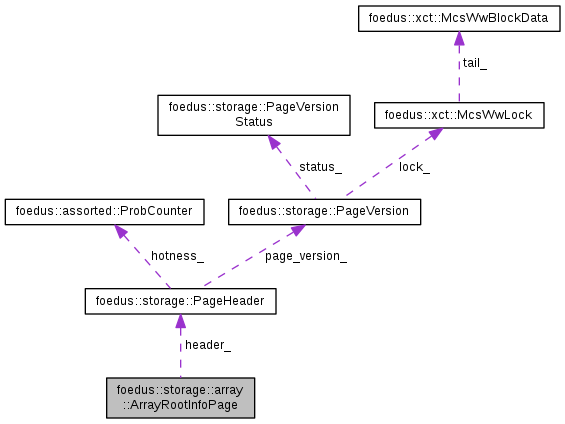 foedus::xct::McsWwBlockData
tail_
foedus::storage::PageVersion
Status
foedus::xct::McsWwLock
status_
lock_
foedus::assorted::ProbCounter
foedus::storage::PageVersion
hotness_
page_version_
foedus::storage::PageHeader
header_
foedus::storage::array
::ArrayRootInfoPage